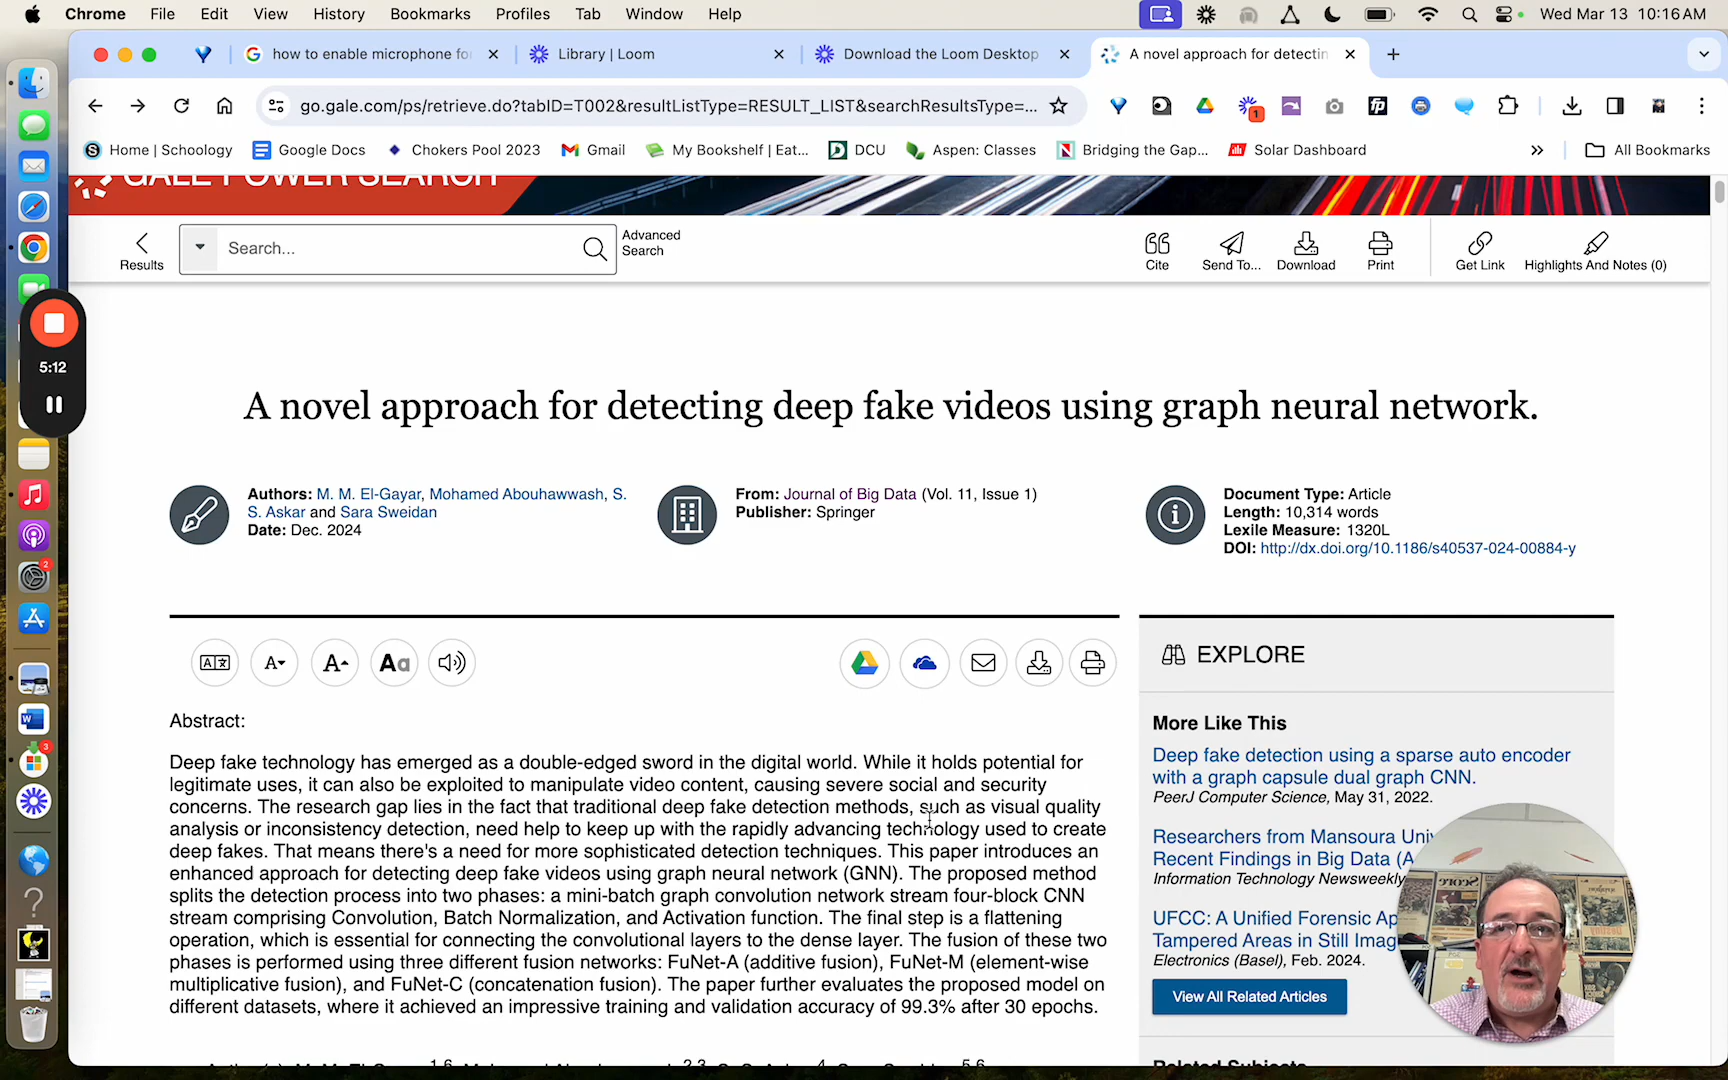 Chrome File Edit View History Bookmarks Profiles Tab Window Help Wed Mar 13 10:16 AM
how to enable microphone fo Library | Loom Download the Loom Desktop A novel approach for detectin
go.gale.com/ps/retrieve.do?tabID=T002&resultListType=RESULT_LIST&searchResultsType=... 1
Home | Schoology Google Docs Chokers Pool 2023 Gmail My Bookshelf | Eat... DCU Aspen: Classes Bridging the Gap... Solar Dashboard » All Bookmarks
GALE POWER SEARCH
Results Search... Advanced
Search
Cite Send To... Download Print Get Link Highlights And Notes (0)
5:12
A novel approach for detecting deep fake videos using graph neural network.
Authors: M. M. El-Gayar, Mohamed Abouhawwash, S.
S. Askar and Sara Sweidan
Date: Dec. 2024
From: Journal of Big Data (Vol. 11, Issue 1)
Publisher: Springer
Document Type: Article
Length: 10,314 words
Lexile Measure: 1320L
DOI: http://dx.doi.org/10.1186/s40537-024-00884-y
2
3
A A Aa
Abstract:
Deep fake technology has emerged as a double-edged sword in the digital world. While it holds potential for
legitimate uses, it can also be exploited to manipulate video content, causing severe social and security
concerns. The research gap lies in the fact that traditional deep fake detection methods, such as visual quality
analysis or inconsistency detection, need help to keep up with the rapidly advancing technology used to create
deep fakes. That means there's a need for more sophisticated detection techniques. This paper introduces an
enhanced approach for detecting deep fake videos using graph neural network (GNN). The proposed method
splits the detection process into two phases: a mini-batch graph convolution network stream four-block CNN
stream comprising Convolution, Batch Normalization, and Activation function. The final step is a flattening
operation, which is essential for connecting the convolutional layers to the dense layer. The fusion of these two
phases is performed using three different fusion networks: FuNet-A (additive fusion), FuNet-M (element-wise
multiplicative fusion), and FuNet-C (concatenation fusion). The paper further evaluates the proposed model on
different datasets, where it achieved an impressive training and validation accuracy of 99.3% after 30 epochs.
EXPLORE
More Like This
Deep fake detection using a sparse auto encoder
with a graph capsule dual graph CNN.
PeerJ Computer Science, May 31, 2022.
Researchers from Mansoura Uni
Recent Findings in Big Data (A
Information Technology Newsweekly
UFCC: A Unified Forensic Ap
Tampered Areas in Still Imag
Electronics (Basel), Feb. 2024.
View All Related Articles
Related Subjects